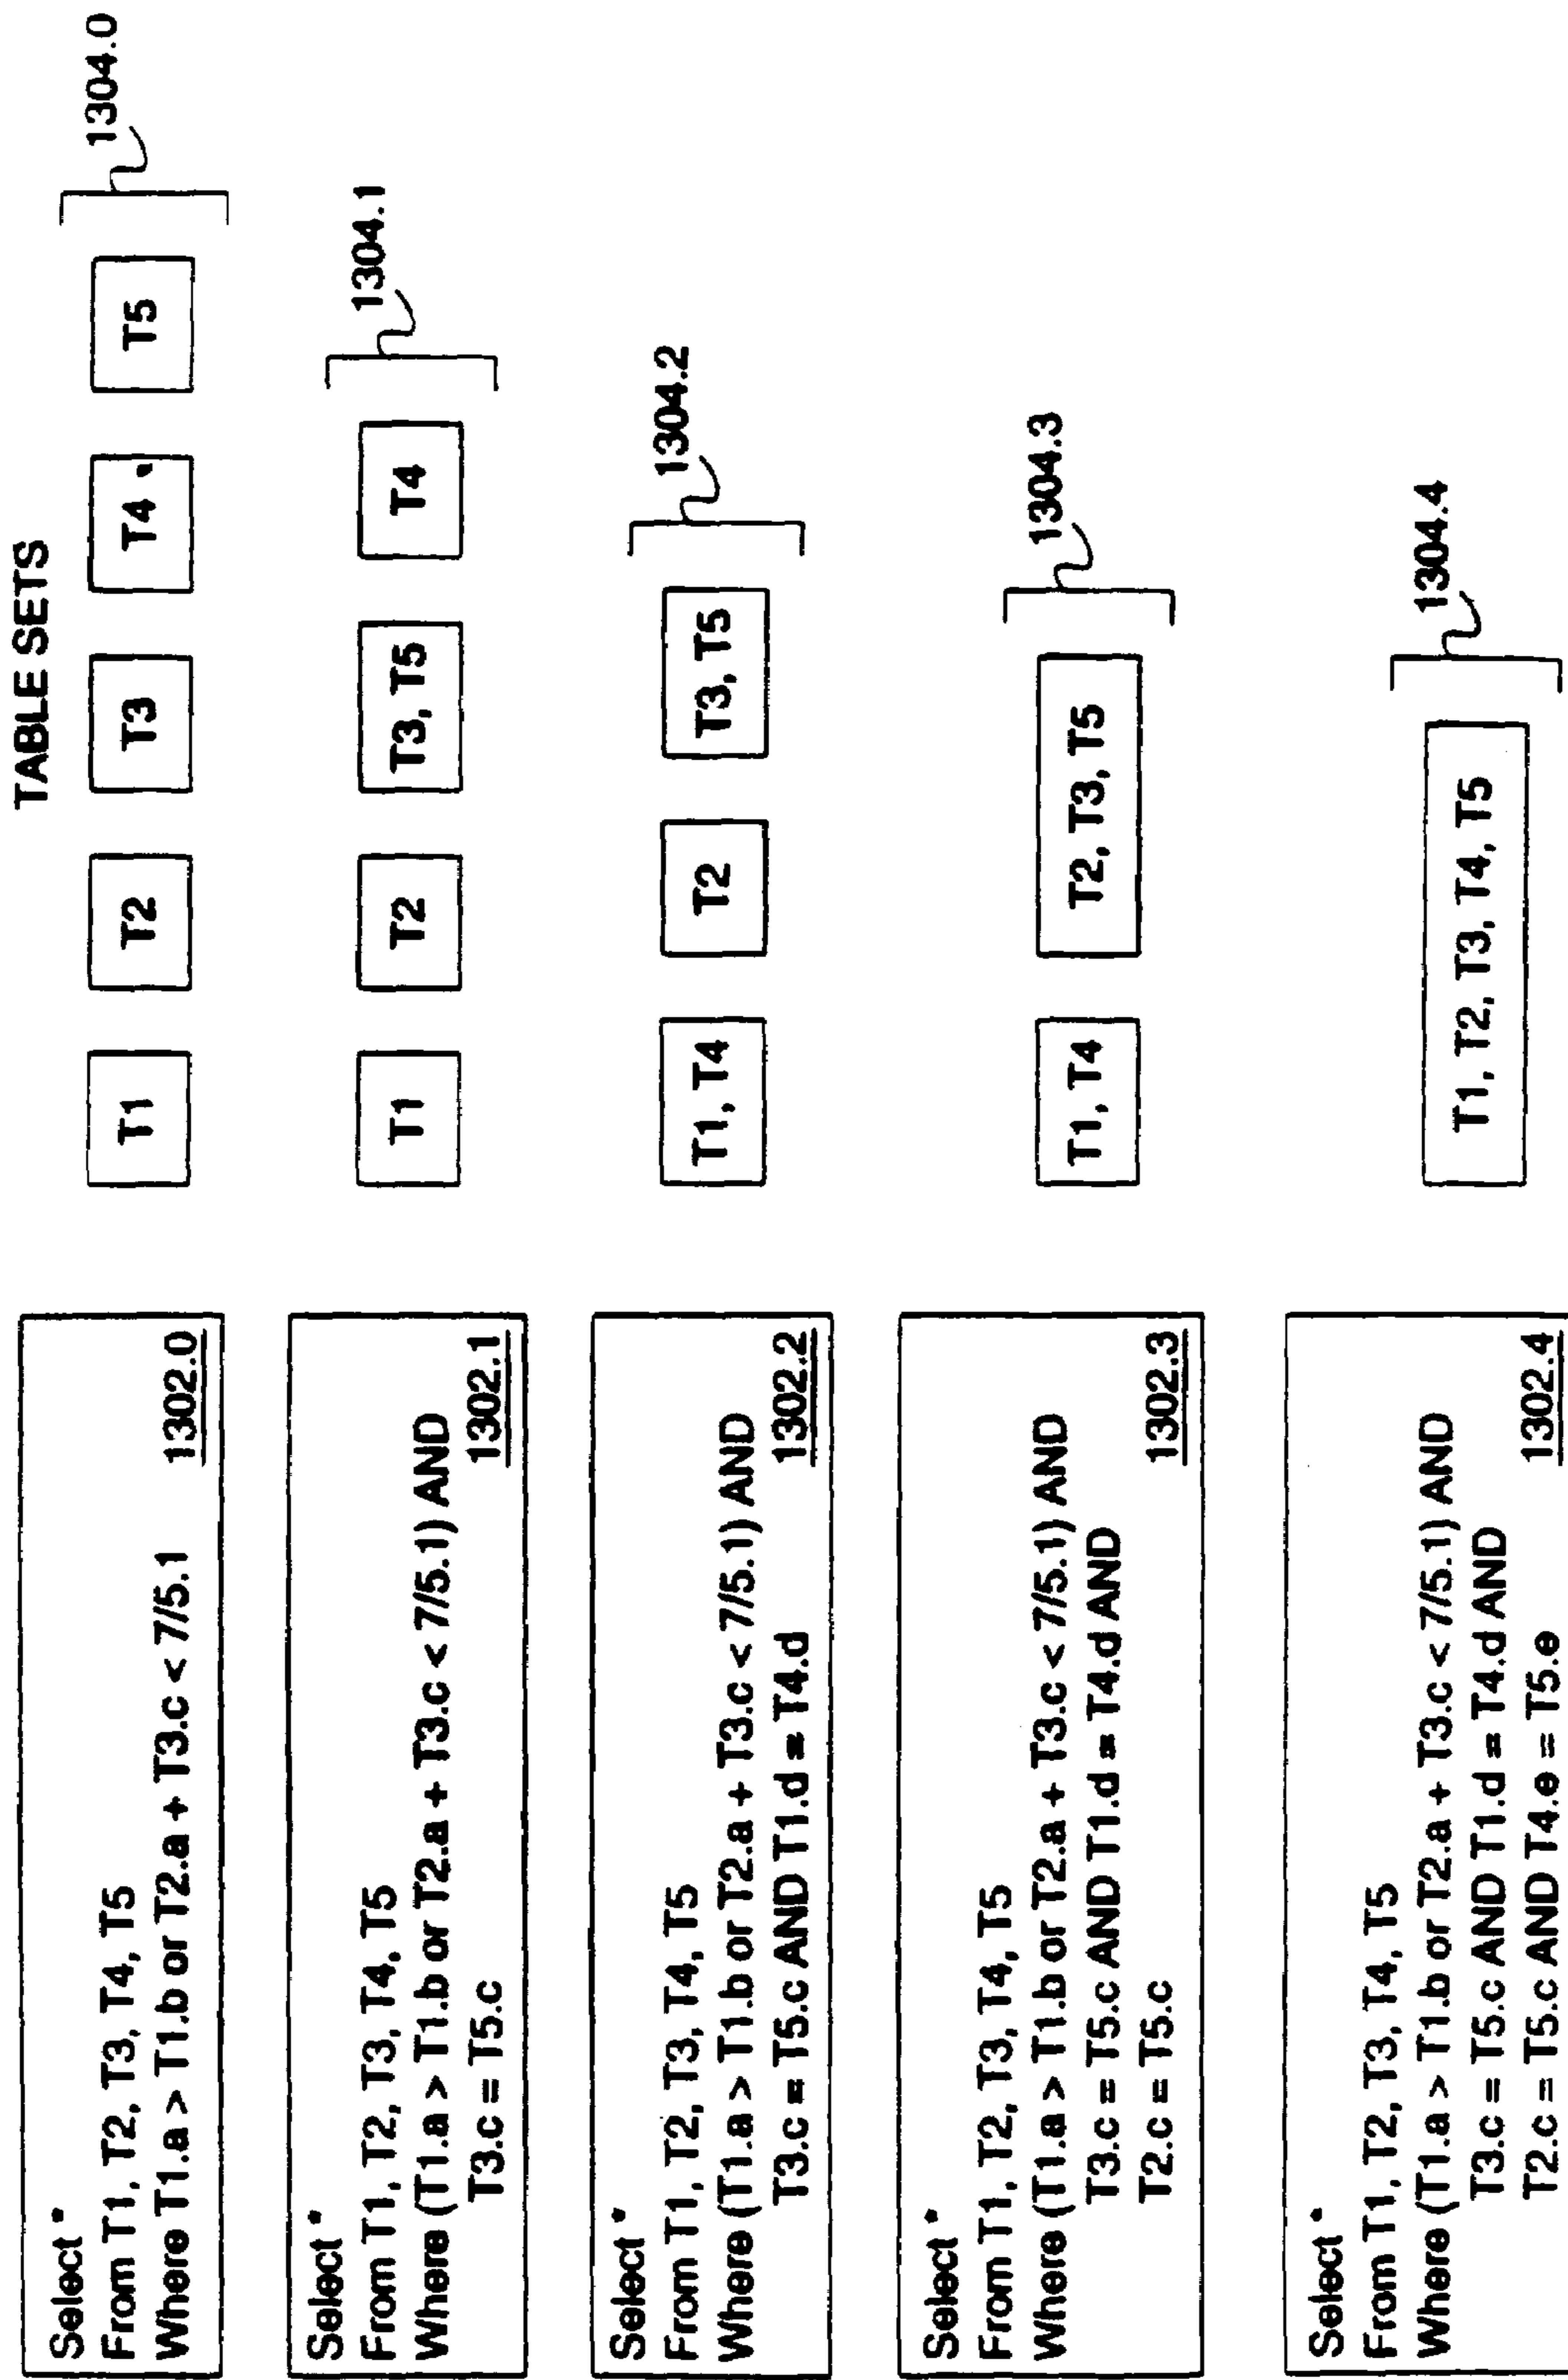 TABLE SETS
Select *
From T1, T2, T3, T4, T5
Where T1.a > T1.b or T2.a + T3.c < 7/5.1
1302.0
T1 T2 T3 T4 T5
1304.0
Select *
From T1, T2, T3, T4, T5
Where (T1.a > T1.b or T2.a + T3.c < 7/5.1) AND
T3.c = T5.c
1302.1
T1 T2 T3, T5 T4
1304.1
Select *
From T1, T2, T3, T4, T5
Where (T1.a > T1.b or T2.a + T3.c < 7/5.1) AND
T3.c = T5.c AND T1.d = T4.d
1302.2
T1, T4 T2 T3, T5
1304.2
Select *
From T1, T2, T3, T4, T5
Where (T1.a > T1.b or T2.a + T3.c < 7/5.1) AND
T3.c = T5.c AND T1.d = T4.d AND
T2.c = T5.c
1302.3
T1, T4 T2, T3, T5
1304.3
Select *
From T1, T2, T3, T4, T5
Where (T1.a > T1.b or T2.a + T3.c < 7/5.1) AND
T3.c = T5.c AND T1.d = T4.d AND
T2.c = T5.c AND T4.e = T5.e
1302.4
T1, T2, T3, T4, T5
1304.4